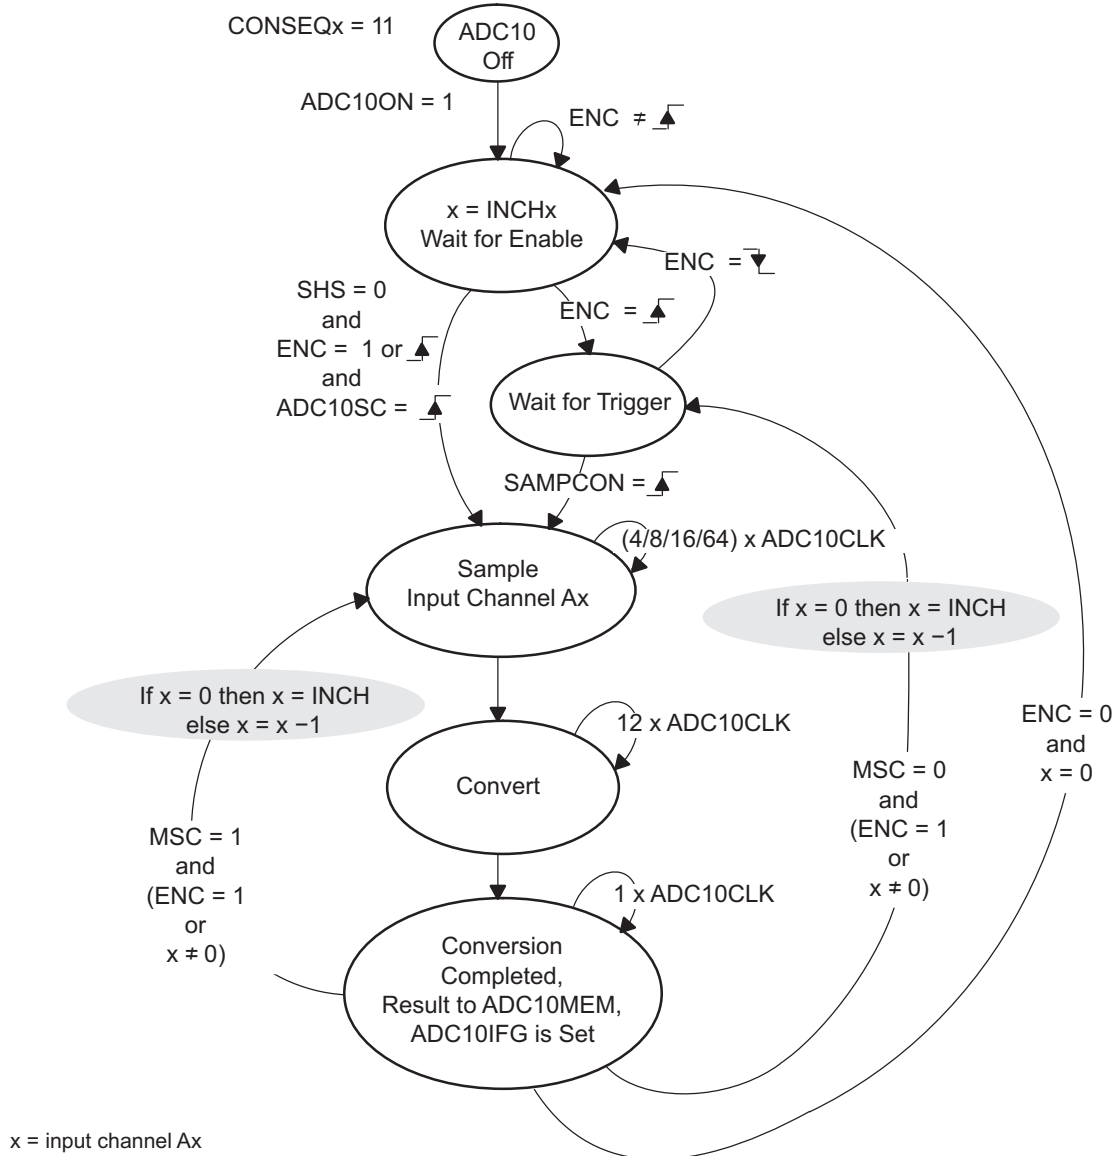 CONSEQx = 11
ADC10
Off
ADC10ON = 1
ENC ≠
x = INCHx
Wait for Enable
ENC =
SHS = 0
and
ENC = 1 or
and
ADC10SC =
ENC =
Wait for Trigger
SAMPCON =
(4/8/16/64) x ADC10CLK
Sample
Input Channel Ax
If x = 0 then x = INCH
else x = x −1
If x = 0 then x = INCH
else x = x −1
12 x ADC10CLK
Convert
ENC = 0
and
x = 0
MSC = 0
and
(ENC = 1
or
x ≠ 0)
MSC = 1
and
(ENC = 1
or
x ≠ 0)
1 x ADC10CLK
Conversion
Completed,
Result to ADC10MEM,
ADC10IFG is Set
x = input channel Ax